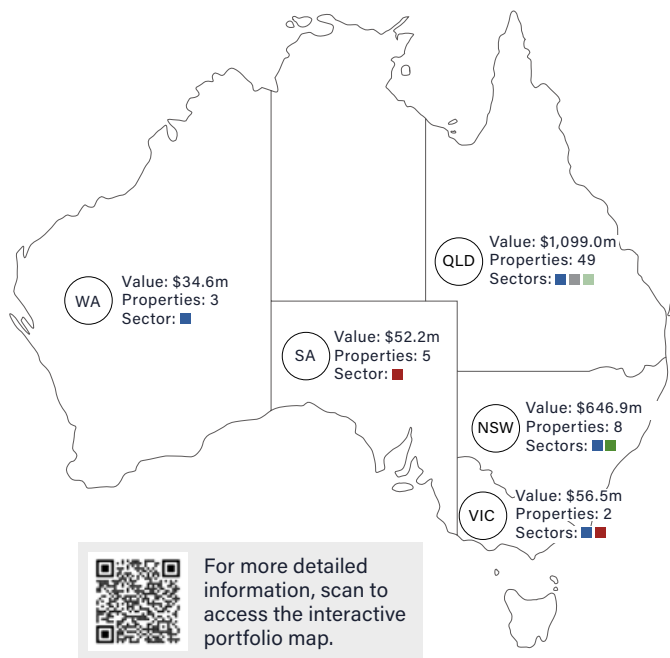 QLD
Value: $1,099.0m
Properties: 49
Sectors:
WA
Value: $34.6m
Properties: 3
Sector:
SA
Value: $52.2m
Properties: 5
Sector:
NSW
Value: $646.9m
Properties: 8
Sectors:
VIC
Value: $56.5m
Properties: 2
Sectors:
For more detailed
information, scan to
access the interactive
portfolio map.